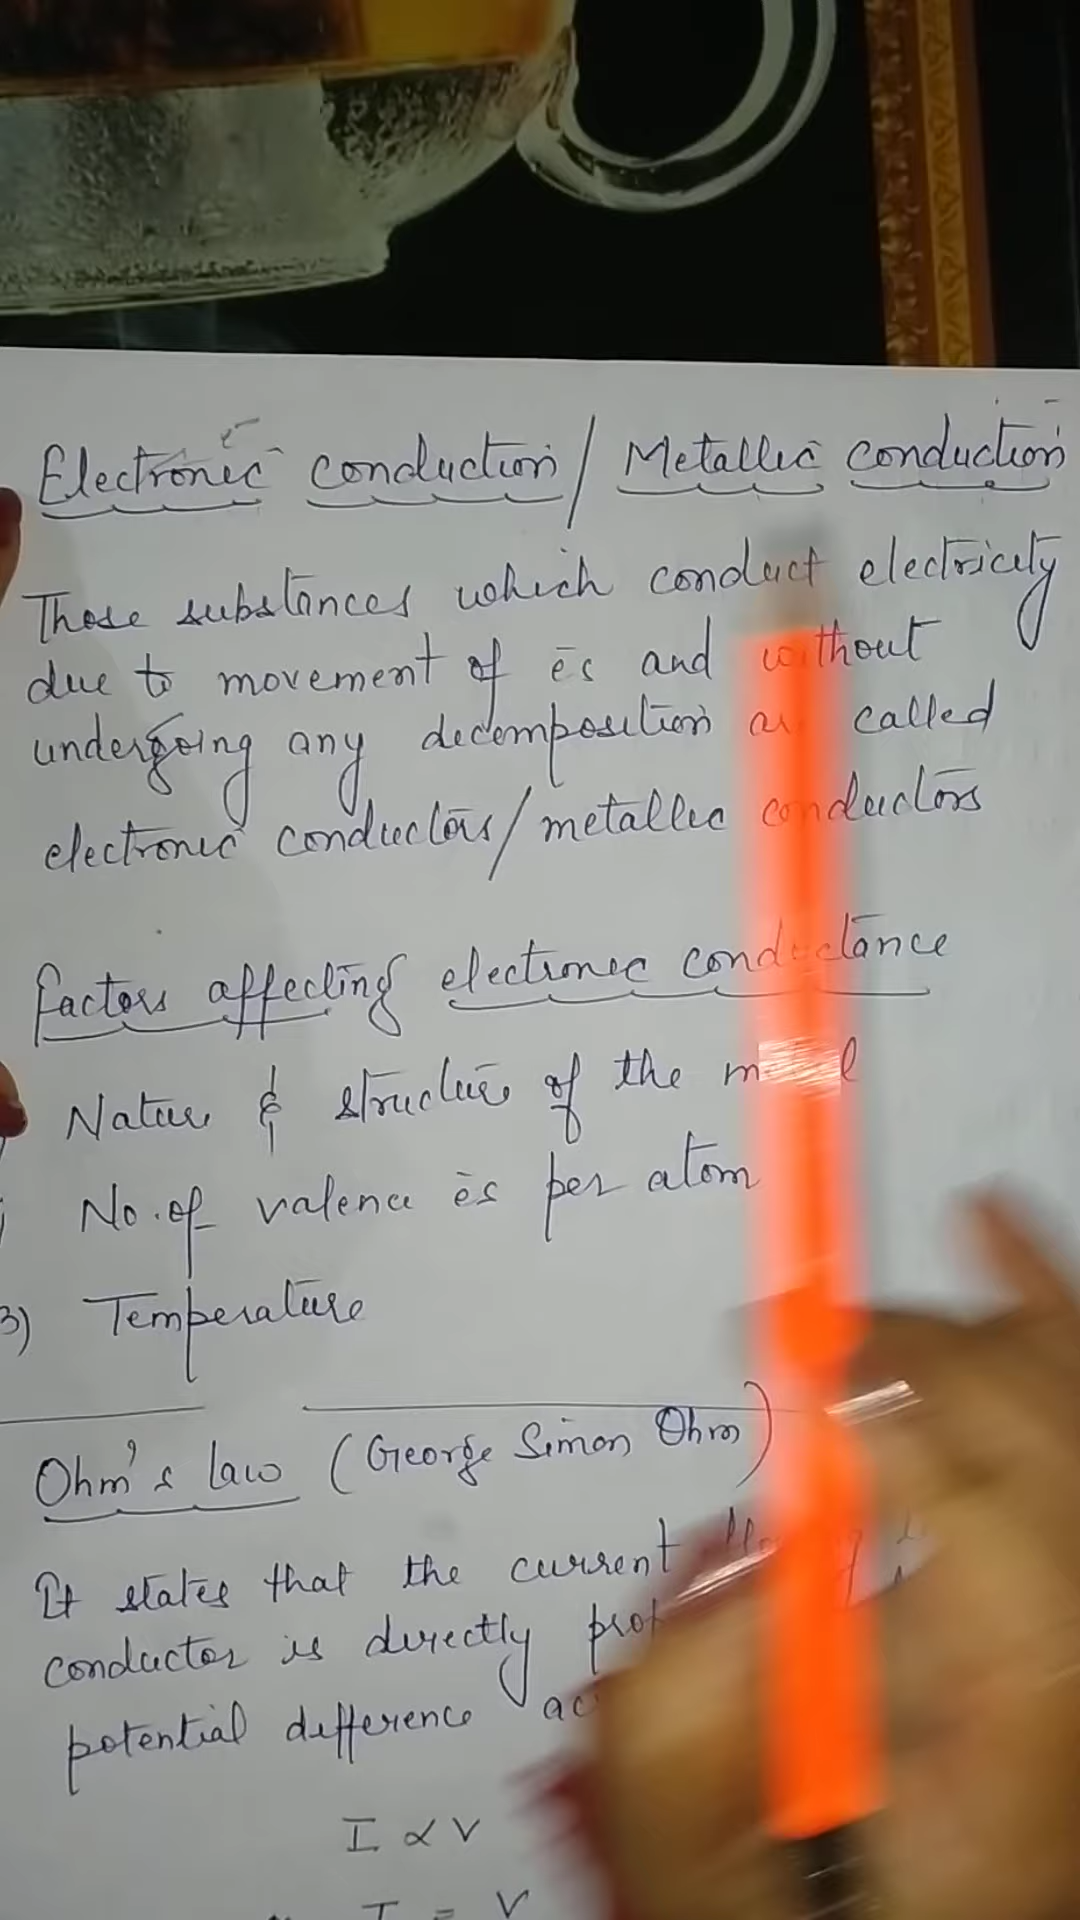 Electronic conduction / Metallic conduction
Those substances which conduct electricity
due to movement of ēs and without
undergoing any decomposition are called
electronic conductors/metallic conductors
factors affecting electronic conductance
Nature & structure of the metal
No. of valence ēs per atom
3) Temperature
Ohm's law (George Simon Ohm)
It states that the current
conductor is directly
potential difference
I ∝ V
I = V